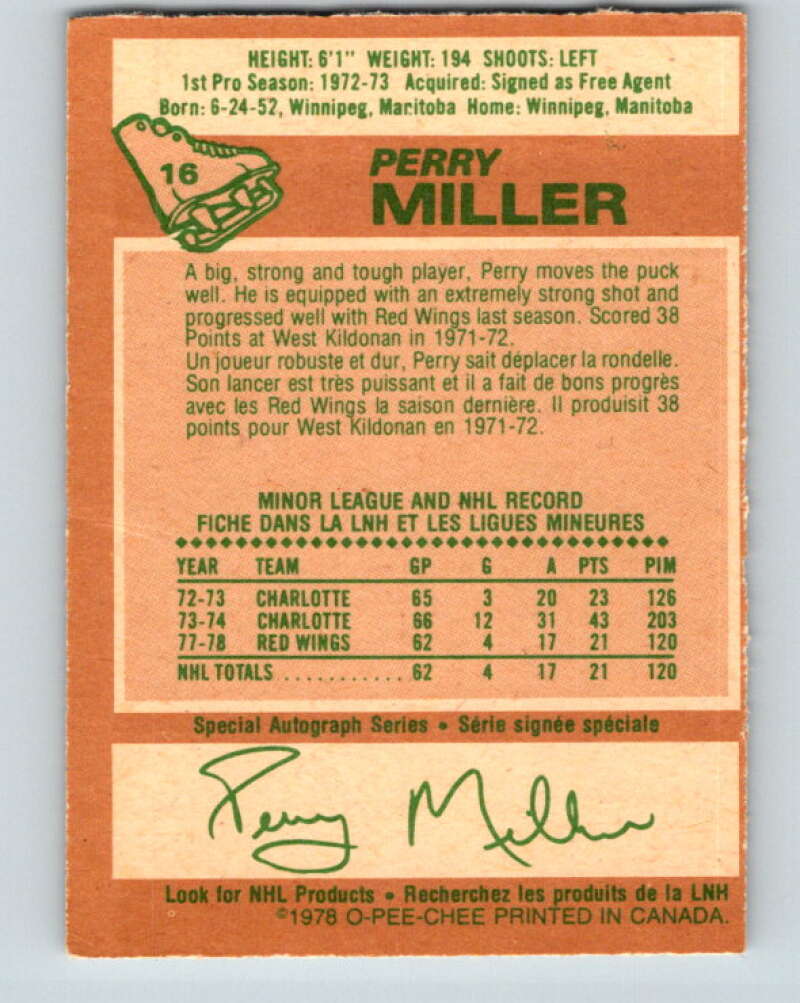 HEIGHT: 6'1" WEIGHT: 194 SHOOTS: LEFT
1st Pro Season: 1972-73 Acquired: Signed as Free Agent
Born: 6-24-52, Winnipeg, Maritoba Home: Winnipeg, Manitoba
16
PERRY
MILLER
A big, strong and tough player, Perry moves the puck
well. He is equipped with an extremely strong shot and
progressed well with Red Wings last season. Scored 38
Points at West Kildonan in 1971-72.
Un joueur robuste et dur, Perry sait déplacer la rondelle.
Son lancer est très puissant et il a fait de bons progrès
avec les Red Wings la saison dernière. Il produisit 38
points pour West Kildonan en 1971-72.
MINOR LEAGUE AND NHL RECORD
FICHE DANS LA LNH ET LES LIGUES MINEURES
YEAR TEAM GP G A PTS PIM
72-73 CHARLOTTE 65 3 20 23 126
73-74 CHARLOTTE 66 12 31 43 203
77-78 RED WINGS 62 4 17 21 120
NHL TOTALS ............ 62 4 17 21 120
Special Autograph Series • Série signée spéciale
Perry Miller
Look for NHL Products • Recherchez les produits de la LNH
©1978 O-PEE-CHEE PRINTED IN CANADA.